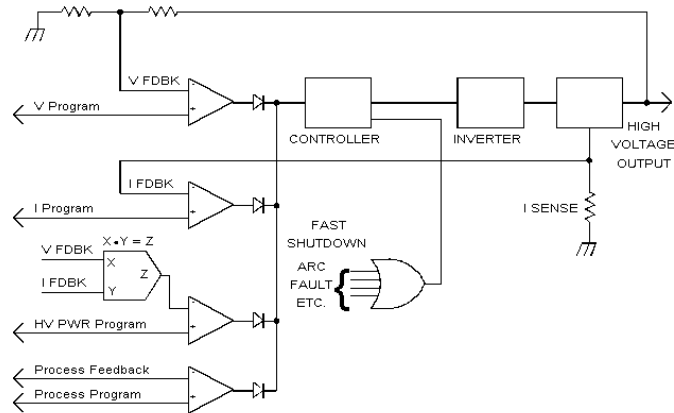 V FDBK
-
+
V Program
CONTROLLER
INVERTER
HIGH
VOLTAGE
OUTPUT
I FDBK
-
+
I Program
I SENSE
FAST
SHUTDOWN
ARC
FAULT
ETC.
X•Y = Z
V FDBK
X
Z
I FDBK
Y
-
+
HV PWR Program
Process Feedback
-
Process Program
+